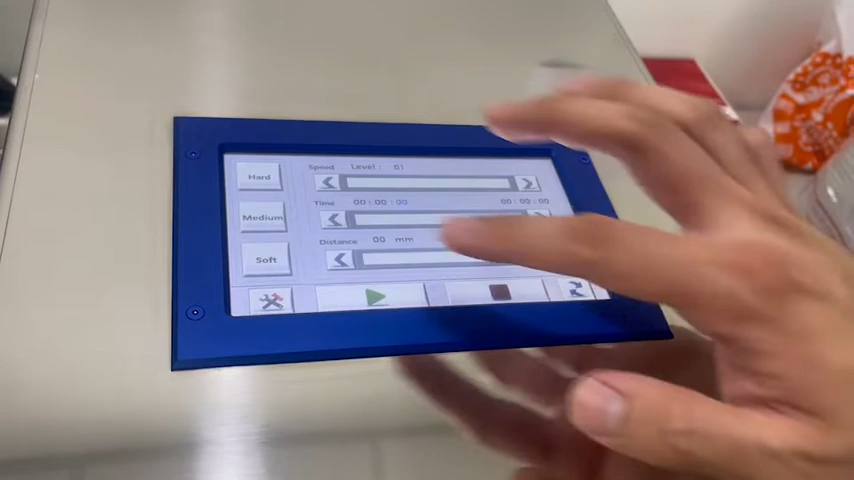 Speed Level : 01
Hard
Time 00 : 00 : 00 00 : 00 : 00
Medium
Distance 00 mm
Soft